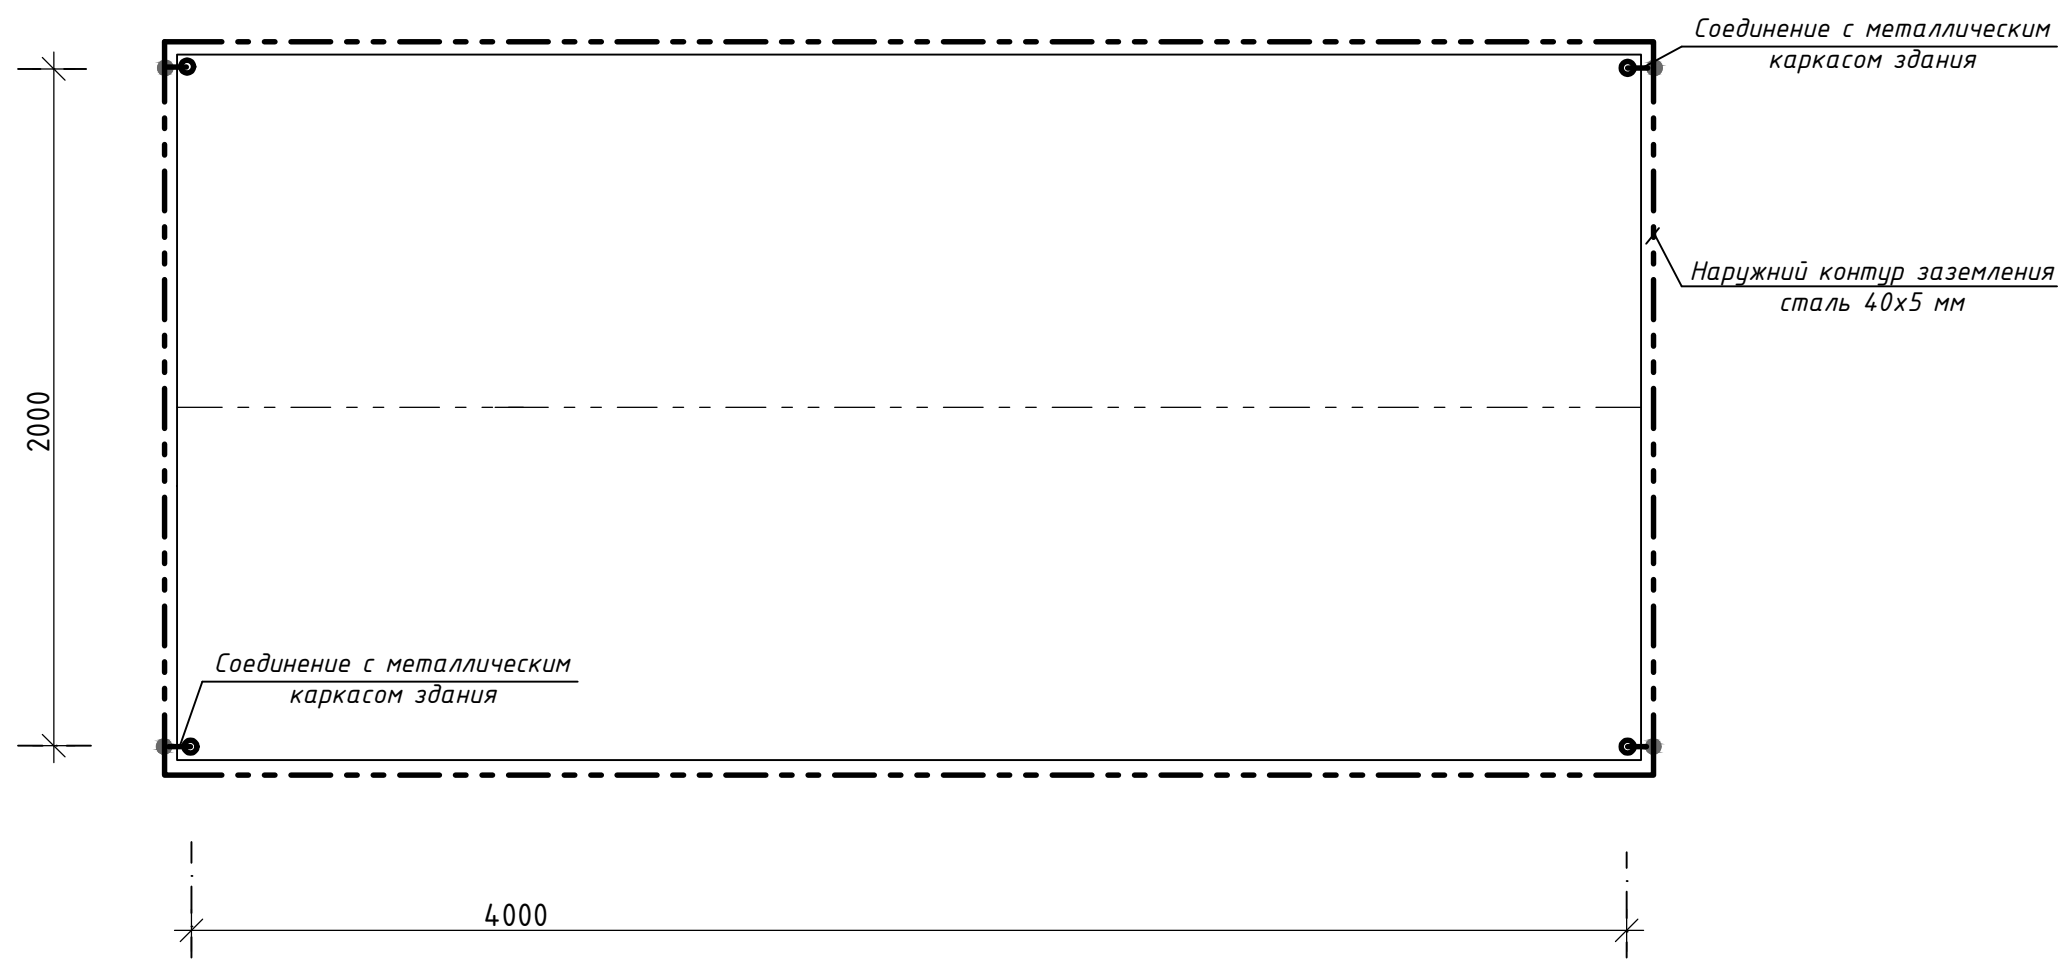 Соединение с металлическим
каркасом здания
Наружний контур заземления
сталь 40х5 мм
2000
Соединение с металлическим
каркасом здания
4000